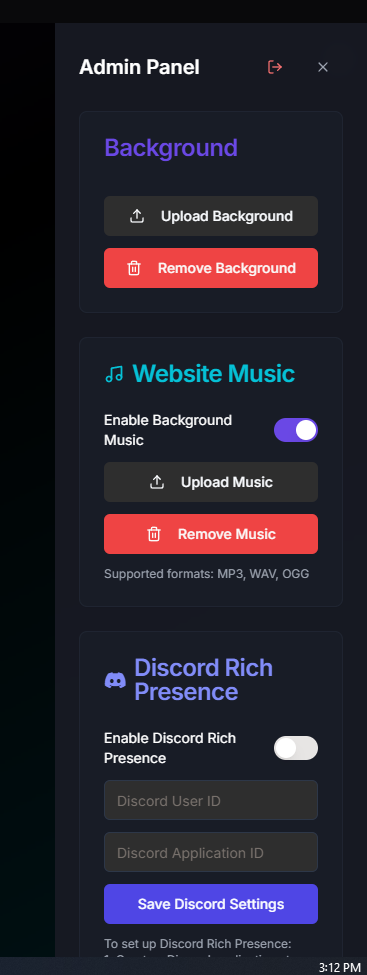 Admin Panel
Background
Upload Background
Remove Background
Website Music
Enable Background
Music
Upload Music
Remove Music
Supported formats: MP3, WAV, OGG
Discord Rich
Presence
Enable Discord Rich
Presence
Discord User ID
Discord Application ID
Save Discord Settings
To set up Discord Rich Presence:
3:12 PM